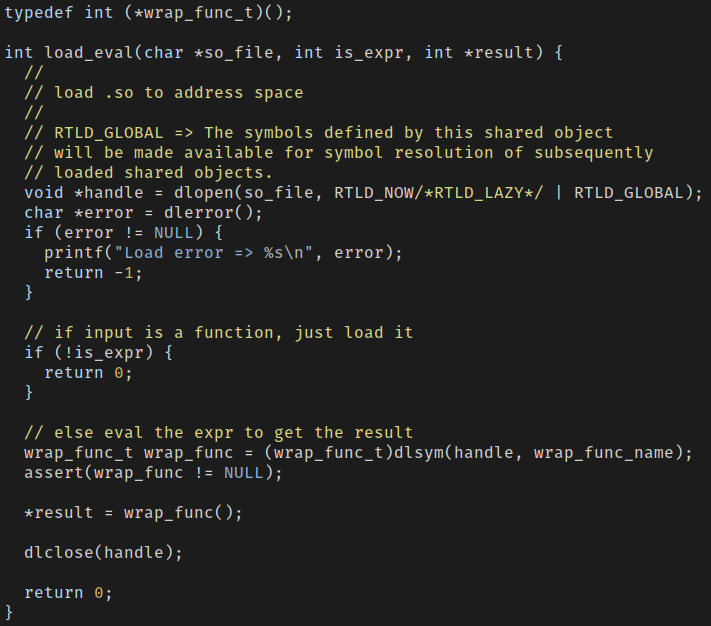 typedef int (*wrap_func_t)();

int load_eval(char *so_file, int is_expr, int *result) {
  //
  // load .so to address space
  //
  // RTLD_GLOBAL => The symbols defined by this shared object
  // will be made available for symbol resolution of subsequently
  // loaded shared objects.
  void *handle = dlopen(so_file, RTLD_NOW/*RTLD_LAZY*/ | RTLD_GLOBAL);
  char *error = dlerror();
  if (error != NULL) {
    printf("Load error => %s\n", error);
    return -1;
  }

  // if input is a function, just load it
  if (!is_expr) {
    return 0;
  }

  // else eval the expr to get the result
  wrap_func_t wrap_func = (wrap_func_t)dlsym(handle, wrap_func_name);
  assert(wrap_func != NULL);

  *result = wrap_func();

  dlclose(handle);

  return 0;
}